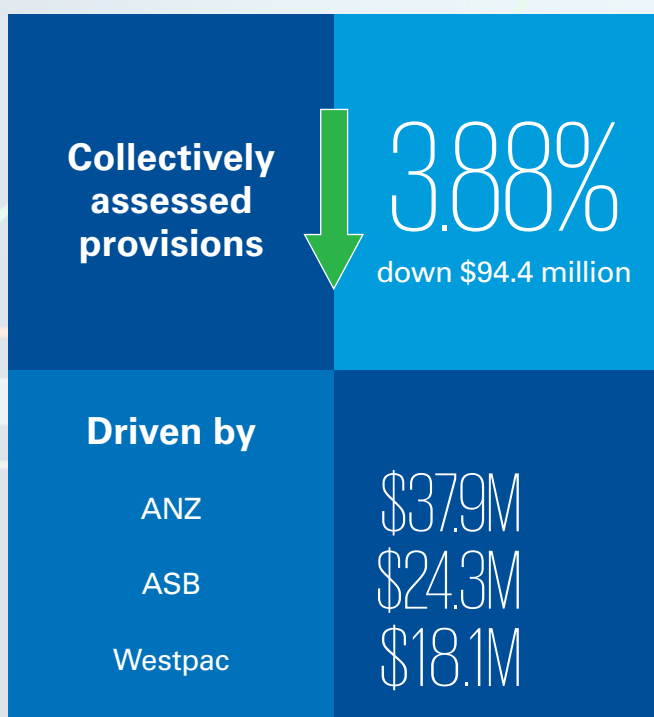 Collectively
assessed
provisions
3.88%
down $94.4 million
Driven by
ANZ
$37.9M
ASB
$24.3M
Westpac
$18.1M